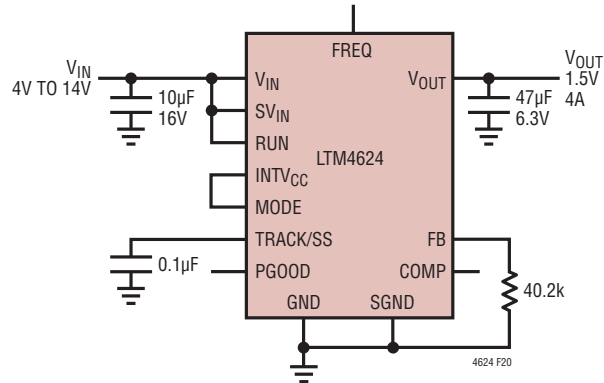 FREQ
V_IN
4V TO 14V
10µF
16V
V_IN
SV_IN
RUN
INTV_CC
MODE
TRACK/SS
PGOOD
0.1µF
LTM4624
GND
SGND
V_OUT
FB
COMP
V_OUT
1.5V
4A
47µF
6.3V
40.2k
4624 F20